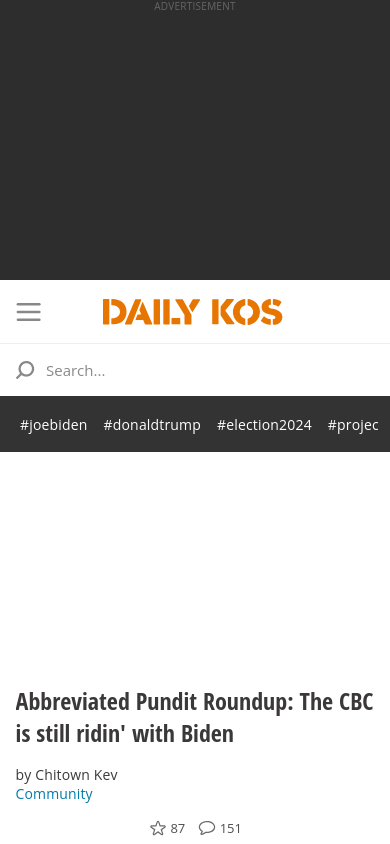 ADVERTISEMENT
DAILY KOS
Search...
#joebiden #donaldtrump #election2024 #projec
Abbreviated Pundit Roundup: The CBC
is still ridin' with Biden
by Chitown Kev
Community
87 151